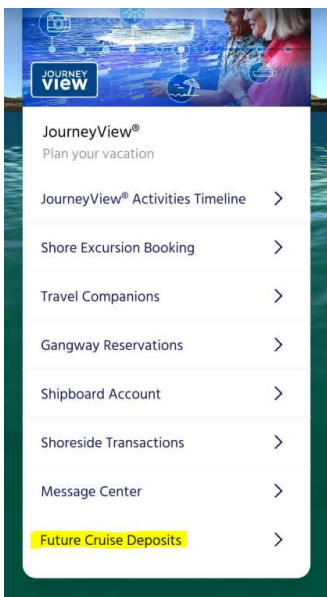 JOURNEY
VIEW
JourneyView®
Plan your vacation
JourneyView® Activities Timeline
Shore Excursion Booking
Travel Companions
Gangway Reservations
Shipboard Account
Shoreside Transactions
Message Center
Future Cruise Deposits